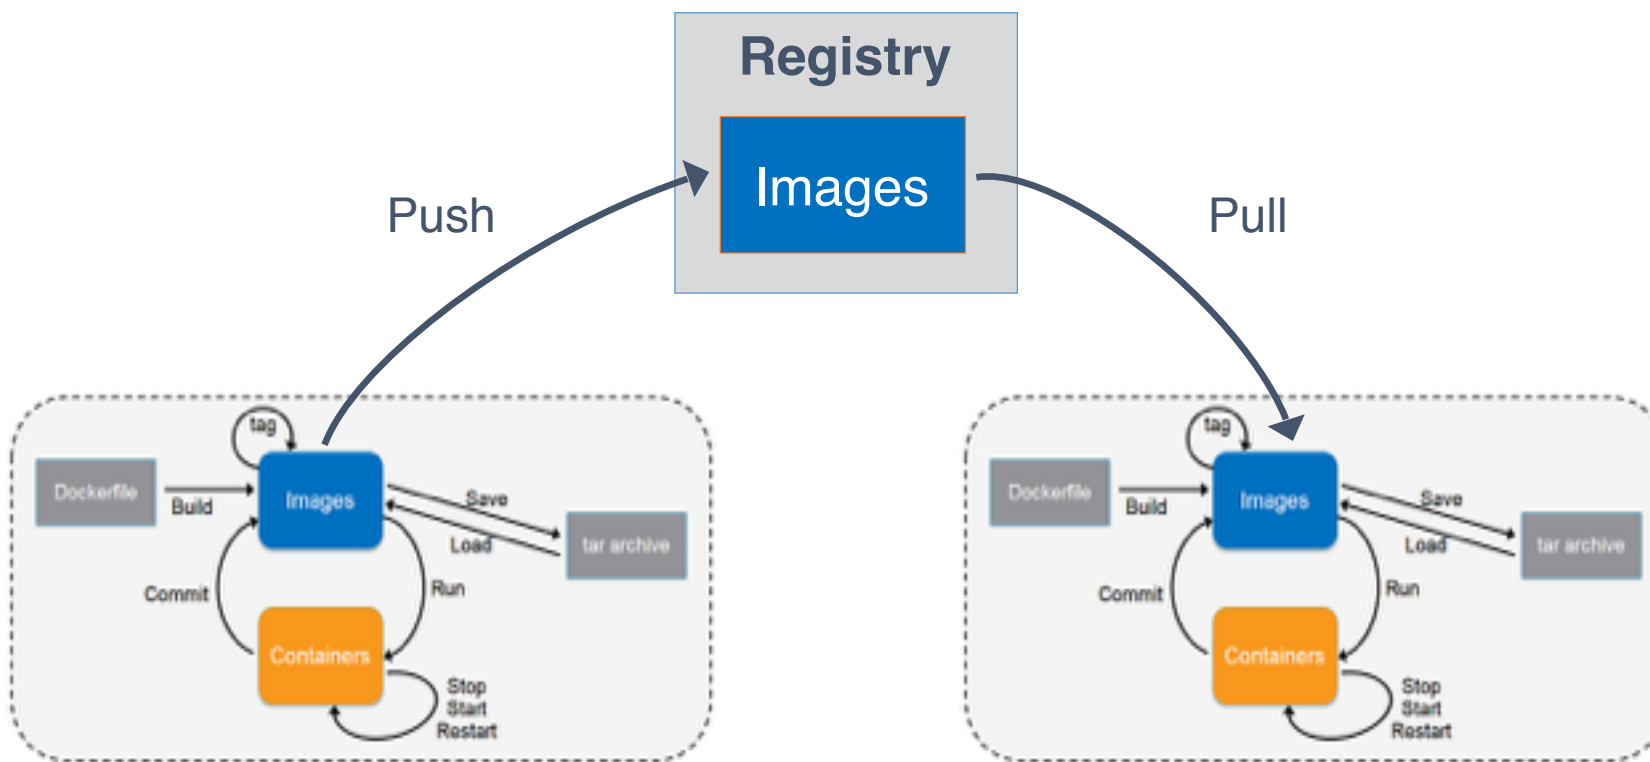 Registry
Images
Push
Pull
tag
Dockerfile
Build
Images
Save
Load
tar archive
Commit
Run
Containers
Stop
Start
Restart
tag
Dockerfile
Build
Images
Save
Load
tar archive
Commit
Run
Containers
Stop
Start
Restart